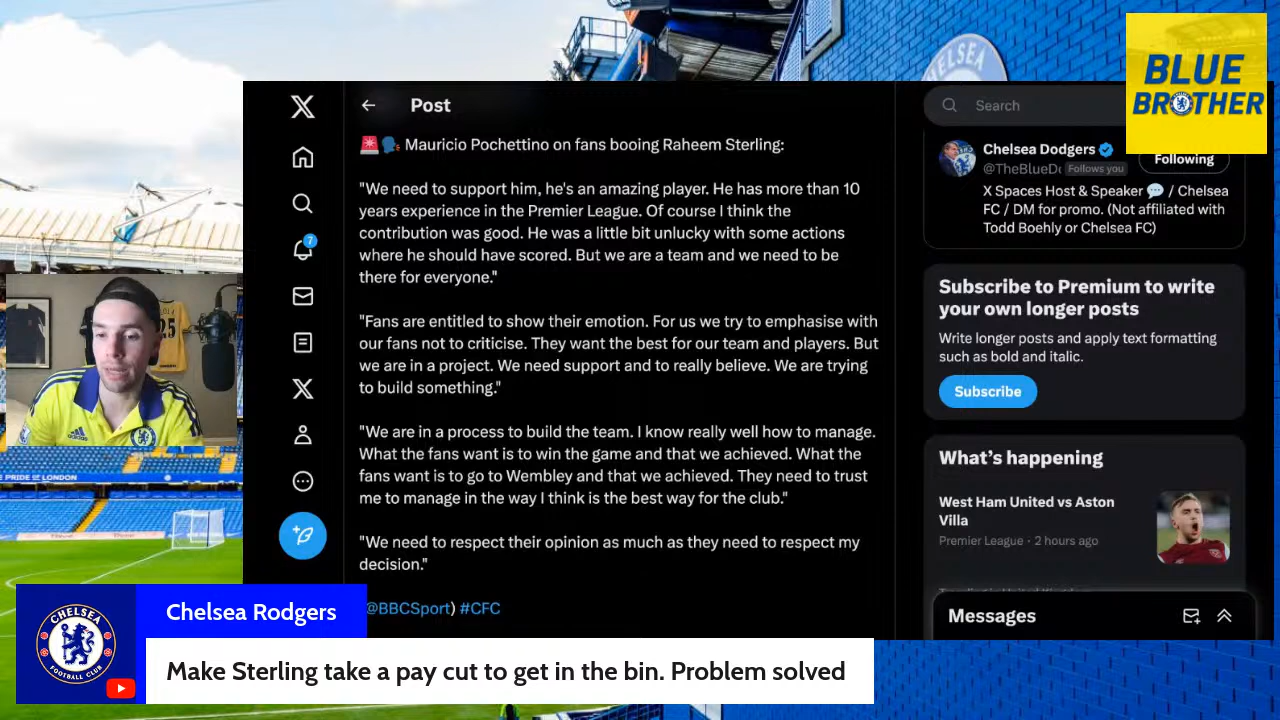 BLUE
BROTHER
CHELSEA
Post
Search
🚨🗣️ Mauricio Pochettino on fans booing Raheem Sterling:
"We need to support him, he's an amazing player. He has more than 10
years experience in the Premier League. Of course I think the
contribution was good. He was a little bit unlucky with some actions
where he should have scored. But we are a team and we need to be
there for everyone."
"Fans are entitled to show their emotion. For us we try to emphasise with
our fans not to criticise. They want the best for our team and players. But
we are in a project. We need support and to really believe. We are trying
to build something."
"We are in a process to build the team. I know really well how to manage.
What the fans want is to win the game and that we achieved. What the
fans want is to go to Wembley and that we achieved. They need to trust
me to manage in the way I think is the best way for the club."
"We need to respect their opinion as much as they need to respect my
decision."
@BBCSport) #CFC
7
Chelsea Dodgers
@TheBlueDo Follows you
Following
X Spaces Host & Speaker 💬 / Chelsea
FC / DM for promo. (Not affiliated with
Todd Boehly or Chelsea FC)
Subscribe to Premium to write
your own longer posts
Write longer posts and apply text formatting
such as bold and italic.
Subscribe
What's happening
West Ham United vs Aston
Villa
Premier League · 2 hours ago
Messages
25
PRIDE OF LONDON
CHELSEA
FOOTBALL CLUB
Chelsea Rodgers
Make Sterling take a pay cut to get in the bin. Problem solved